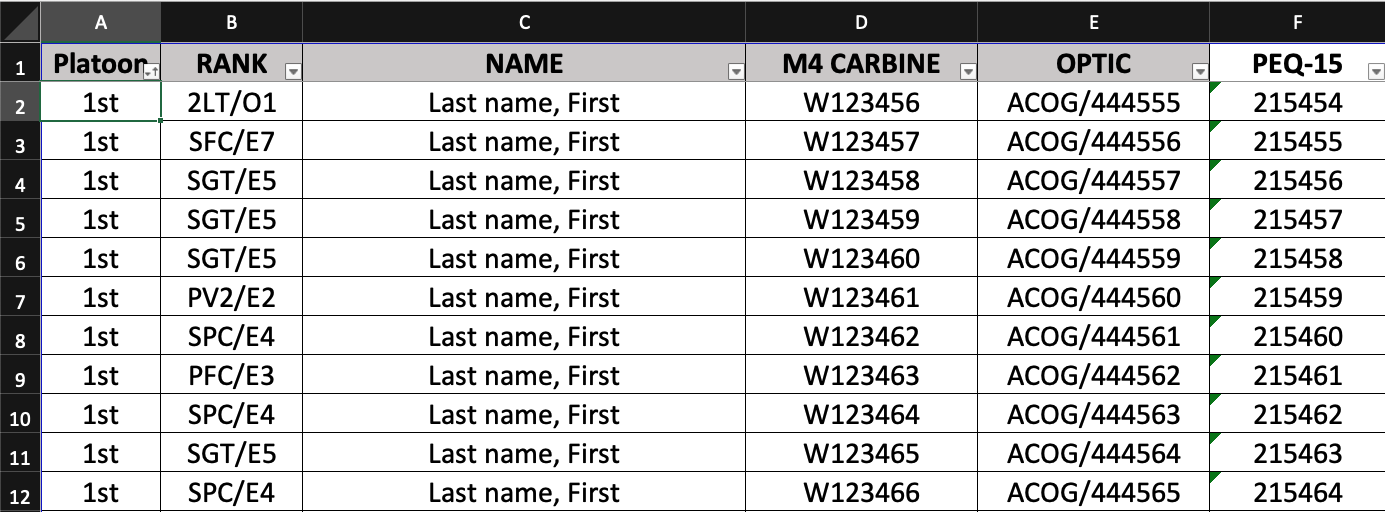 A B C D E F
1 Platoon RANK NAME M4 CARBINE OPTIC PEQ-15
2 1st 2LT/O1 Last name, First W123456 ACOG/444555 215454
3 1st SFC/E7 Last name, First W123457 ACOG/444556 215455
4 1st SGT/E5 Last name, First W123458 ACOG/444557 215456
5 1st SGT/E5 Last name, First W123459 ACOG/444558 215457
6 1st SGT/E5 Last name, First W123460 ACOG/444559 215458
7 1st PV2/E2 Last name, First W123461 ACOG/444560 215459
8 1st SPC/E4 Last name, First W123462 ACOG/444561 215460
9 1st PFC/E3 Last name, First W123463 ACOG/444562 215461
10 1st SPC/E4 Last name, First W123464 ACOG/444563 215462
11 1st SGT/E5 Last name, First W123465 ACOG/444564 215463
12 1st SPC/E4 Last name, First W123466 ACOG/444565 215464